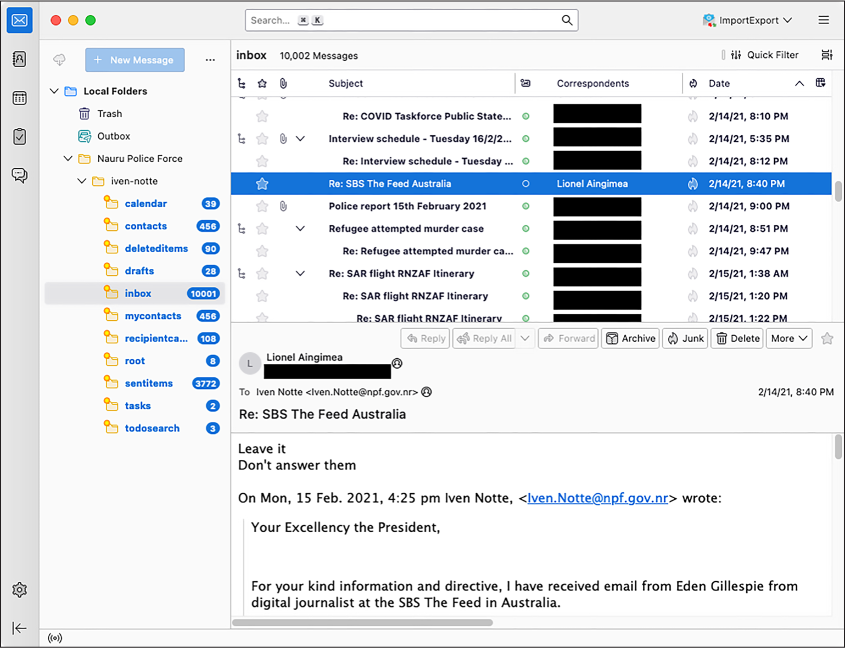 Search... ⌘ K
ImportExport
+ New Message
...
Local Folders
Trash
Outbox
Nauru Police Force
iven-notte
calendar 39
contacts 456
deleteditems 90
drafts 28
inbox 10001
mycontacts 456
recipientca... 108
root 8
sentitems 3772
tasks 2
todosearch 3
inbox 10,002 Messages
Quick Filter
Subject Correspondents Date
Re: COVID Taskforce Public State... 2/14/21, 8:10 PM
Interview schedule - Tuesday 16/2/2... 2/14/21, 5:35 PM
Re: Interview schedule - Tuesday ... 2/14/21, 8:12 PM
Re: SBS The Feed Australia Lionel Aingimea 2/14/21, 8:40 PM
Police report 15th February 2021 2/14/21, 9:00 PM
Refugee attempted murder case 2/14/21, 8:51 PM
Re: Refugee attempted murder ca... 2/14/21, 9:47 PM
Re: SAR flight RNZAF Itinerary 2/15/21, 1:38 AM
Re: SAR flight RNZAF Itinerary 2/15/21, 1:20 PM
Re: SAR flight RNZAF Itinerary 2/15/21, 1:22 PM
Reply Reply All Forward Archive Junk Delete More
L
Lionel Aingimea
To Iven Notte <Iven.Notte@npf.gov.nr> 2/14/21, 8:40 PM
Re: SBS The Feed Australia
Leave it
Don't answer them
On Mon, 15 Feb. 2021, 4:25 pm Iven Notte, <Iven.Notte@npf.gov.nr> wrote:
Your Excellency the President,
For your kind information and directive, I have received email from Eden Gillespie from
digital journalist at the SBS The Feed in Australia.